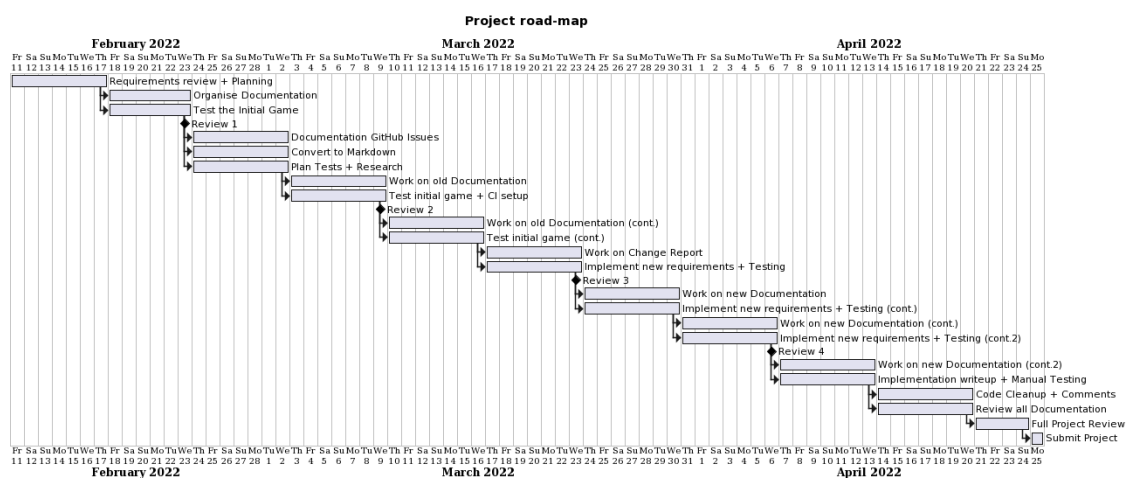 Project road-map
February 2022 March 2022 April 2022
Fr Sa Su Mo Tu We Th Fr Sa Su Mo Tu We Th Fr Sa Su Mo Tu We Th Fr Sa Su Mo Tu We Th Fr Sa Su Mo Tu We Th Fr Sa Su Mo Tu We Th Fr Sa Su Mo Tu We Th Fr Sa Su Mo Tu We Th Fr Sa Su Mo Tu We Th Fr Sa Su Mo Tu We Th Fr Sa Su Mo
11 12 13 14 15 16 17 18 19 20 21 22 23 24 25 26 27 28 1 2 3 4 5 6 7 8 9 10 11 12 13 14 15 16 17 18 19 20 21 22 23 24 25 26 27 28 29 30 31 1 2 3 4 5 6 7 8 9 10 11 12 13 14 15 16 17 18 19 20 21 22 23 24 25
Requirements review + Planning
Organise Documentation
Test the Initial Game
Review 1
Documentation GitHub Issues
Convert to Markdown
Plan Tests + Research
Work on old Documentation
Test initial game + CI setup
Review 2
Work on old Documentation (cont.)
Test initial game (cont.)
Work on Change Report
Implement new requirements + Testing
Review 3
Work on new Documentation
Implement new requirements + Testing (cont.)
Work on new Documentation (cont.)
Implement new requirements + Testing (cont.2)
Review 4
Work on new Documentation (cont.2)
Implementation writeup + Manual Testing
Code Cleanup + Comments
Review all Documentation
Full Project Review
Submit Project
Fr Sa Su Mo Tu We Th Fr Sa Su Mo Tu We Th Fr Sa Su Mo Tu We Th Fr Sa Su Mo Tu We Th Fr Sa Su Mo Tu We Th Fr Sa Su Mo Tu We Th Fr Sa Su Mo Tu We Th Fr Sa Su Mo Tu We Th Fr Sa Su Mo Tu We Th Fr Sa Su Mo Tu We Th Fr Sa Su Mo
11 12 13 14 15 16 17 18 19 20 21 22 23 24 25 26 27 28 1 2 3 4 5 6 7 8 9 10 11 12 13 14 15 16 17 18 19 20 21 22 23 24 25 26 27 28 29 30 31 1 2 3 4 5 6 7 8 9 10 11 12 13 14 15 16 17 18 19 20 21 22 23 24 25
February 2022 March 2022 April 2022